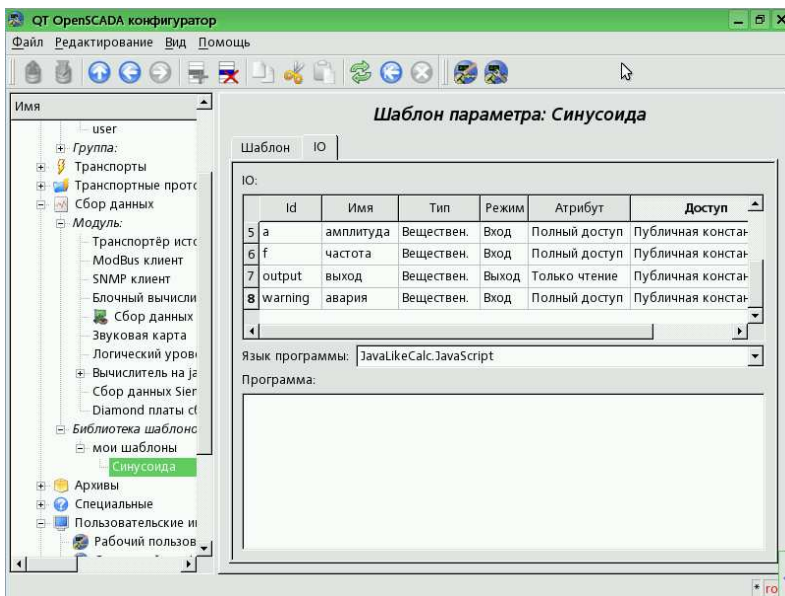 QT OpenSCADA конфигуратор
Файл Редактирование Вид Помощь
Имя
user
Группа:
Транспорты
Транспортные прото
Сбор данных
Модуль:
Транспортёр исто
ModBus клиент
SNMP клиент
Блочный вычисли
Сбор данных
Звуковая карта
Логический урове
Вычислитель на ja
Сбор данных Sier
Diamond платы сб
Библиотека шаблоно
мои шаблоны
Синусоида
Архивы
Специальные
Пользовательские ин
Рабочий пользов
Шаблон параметра: Синусоида
Шаблон IO
IO:
Id Имя Тип Режим Атрибут Доступ
5 a амплитуда Веществен. Вход Полный доступ Публичная констан
6 f частота Веществен. Вход Полный доступ Публичная констан
7 output выход Веществен. Выход Только чтение Публичная констан
8 warning авария Веществен. Вход Полный доступ Публичная констан
Язык программы: JavaLikeCalc.JavaScript
Программа:
* ro